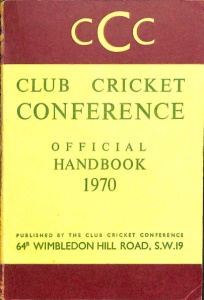 CCC
CLUB CRICKET
CONFERENCE
OFFICIAL
HANDBOOK
1970
PUBLISHED BY THE CLUB CRICKET CONFERENCE
64B WIMBLEDON HILL ROAD, S.W.19